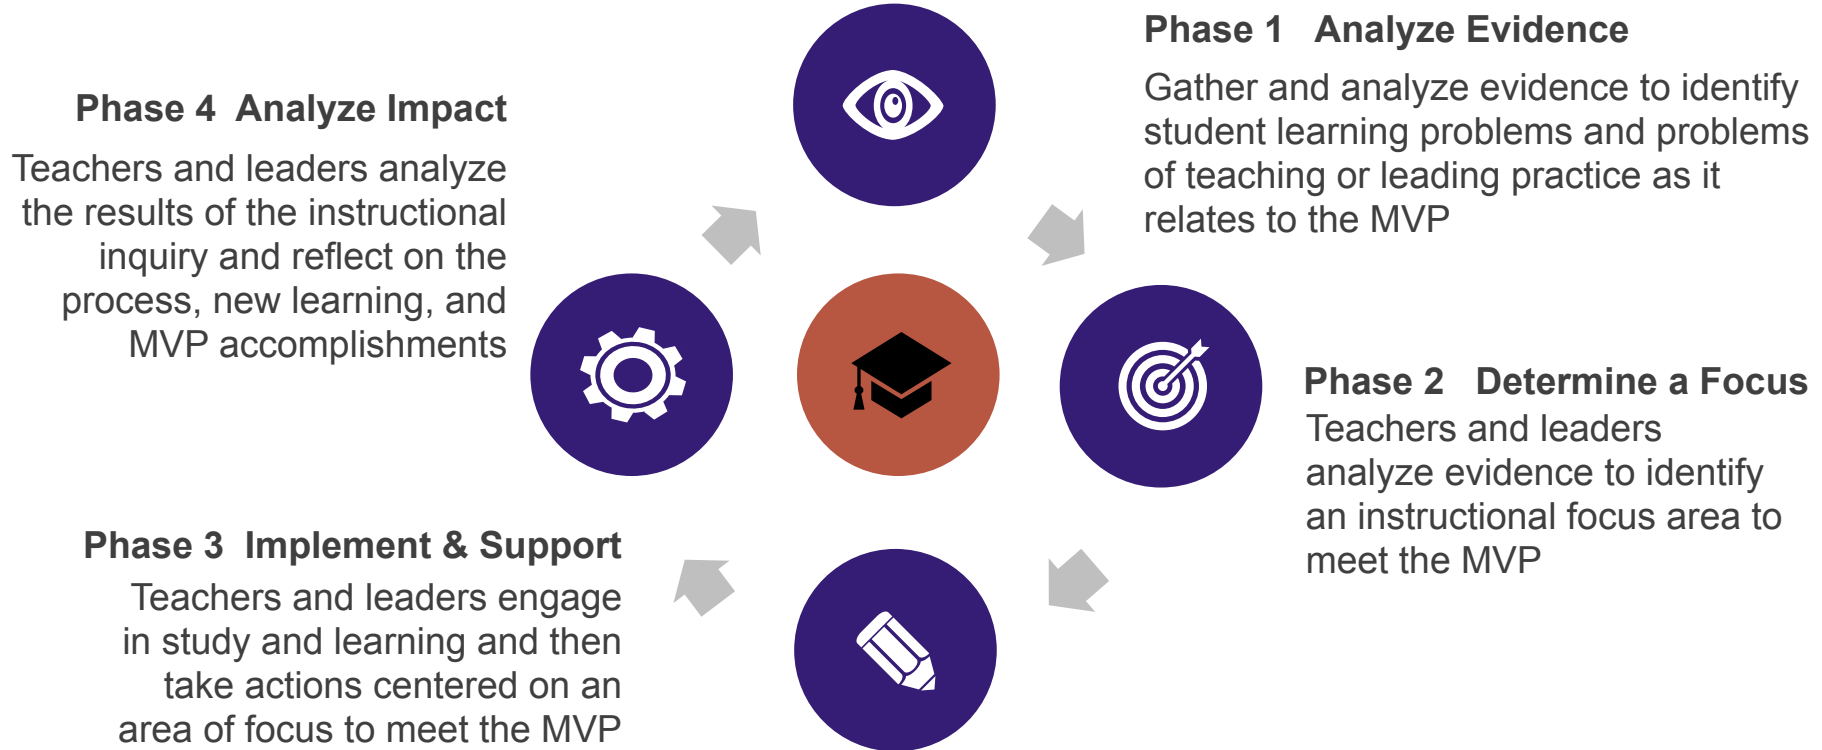 Phase 1 Analyze Evidence
Gather and analyze evidence to identify
student learning problems and problems
of teaching or leading practice as it
relates to the MVP
Phase 2 Determine a Focus
Teachers and leaders
analyze evidence to identify
an instructional focus area to
meet the MVP
Phase 3 Implement & Support
Teachers and leaders engage
in study and learning and then
take actions centered on an
area of focus to meet the MVP
Phase 4 Analyze Impact
Teachers and leaders analyze
the results of the instructional
inquiry and reflect on the
process, new learning, and
MVP accomplishments